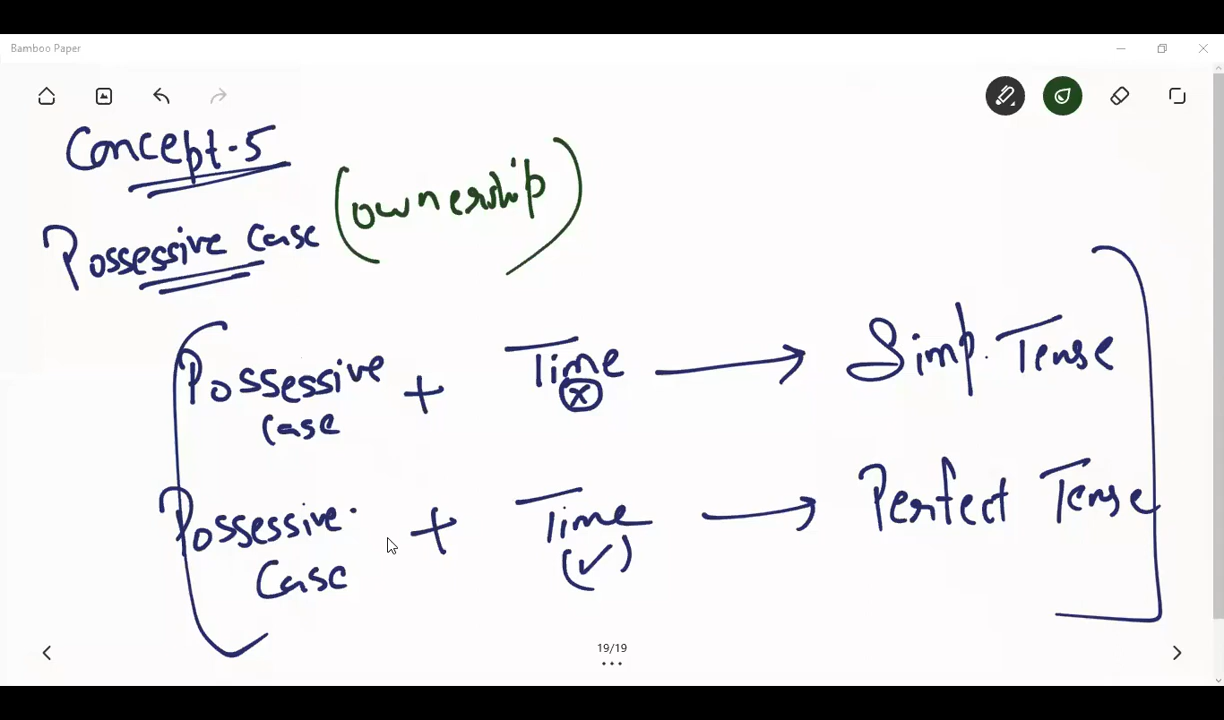 Bamboo Paper
Concept-5
(ownership)
Possessive case
Possessive + Time → Simp. Tense
case (x)
Possessive + Time → Perfect Tense
Case (✓)
19/19